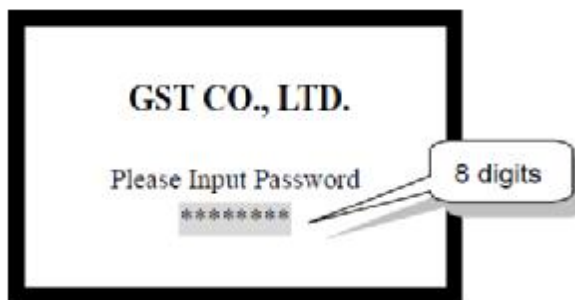 GST CO., LTD.
Please Input Password
********
8 digits